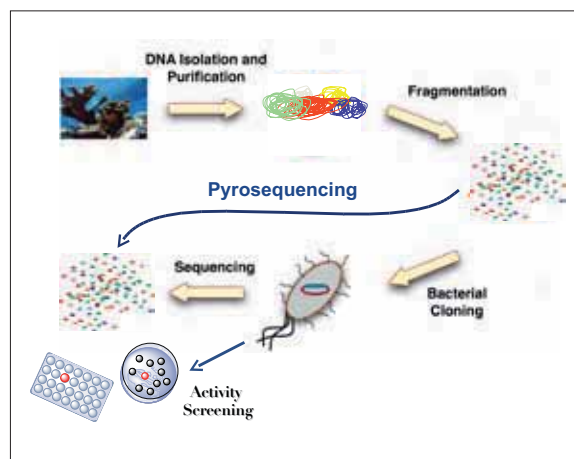 DNA Isolation and
Purification
Fragmentation
Pyrosequencing
Sequencing
Bacterial
Cloning
Activity
Screening